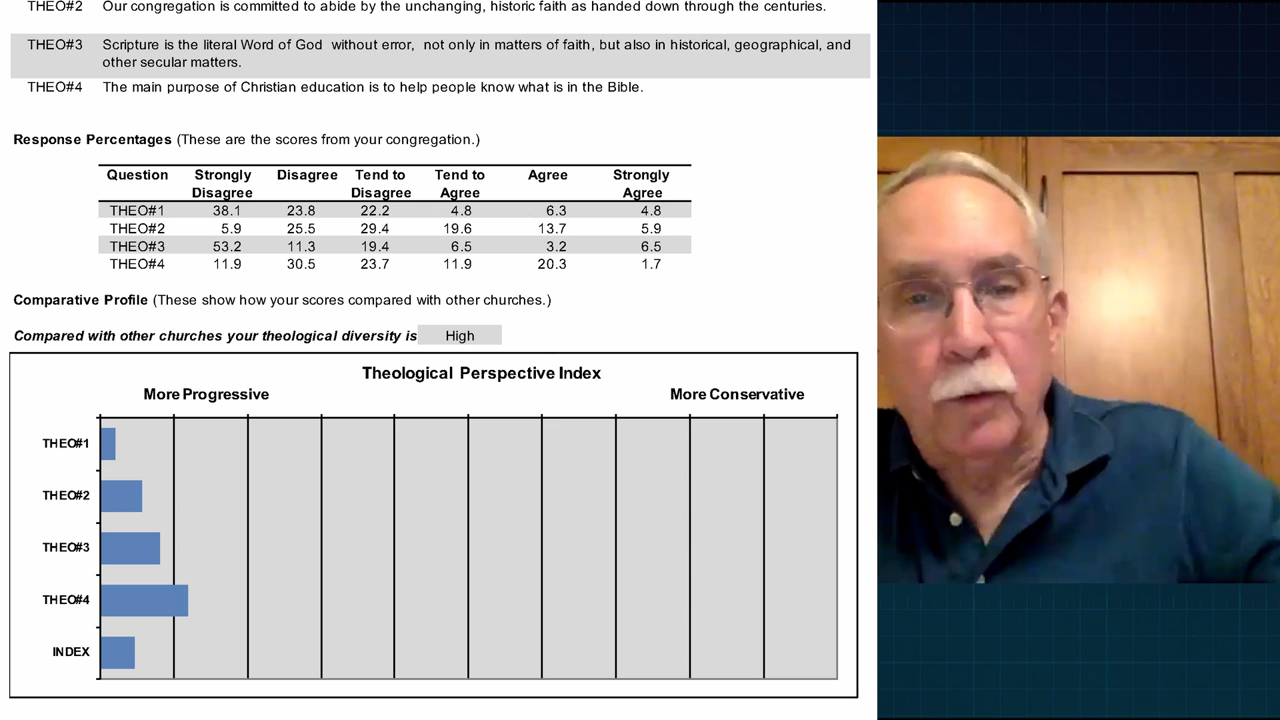 THEO#2 Our congregation is committed to abide by the unchanging, historic faith as handed down through the centuries.
THEO#3 Scripture is the literal Word of God without error, not only in matters of faith, but also in historical, geographical, and
other secular matters.
THEO#4 The main purpose of Christian education is to help people know what is in the Bible.
Response Percentages (These are the scores from your congregation.)
Question Strongly Disagree Tend to Tend to Agree Strongly
Disagree Disagree Agree Agree
THEO#1 38.1 23.8 22.2 4.8 6.3 4.8
THEO#2 5.9 25.5 29.4 19.6 13.7 5.9
THEO#3 53.2 11.3 19.4 6.5 3.2 6.5
THEO#4 11.9 30.5 23.7 11.9 20.3 1.7
Comparative Profile (These show how your scores compared with other churches.)
Compared with other churches your theological diversity is High
Theological Perspective Index
More Progressive More Conservative
THEO#1
THEO#2
THEO#3
THEO#4
INDEX